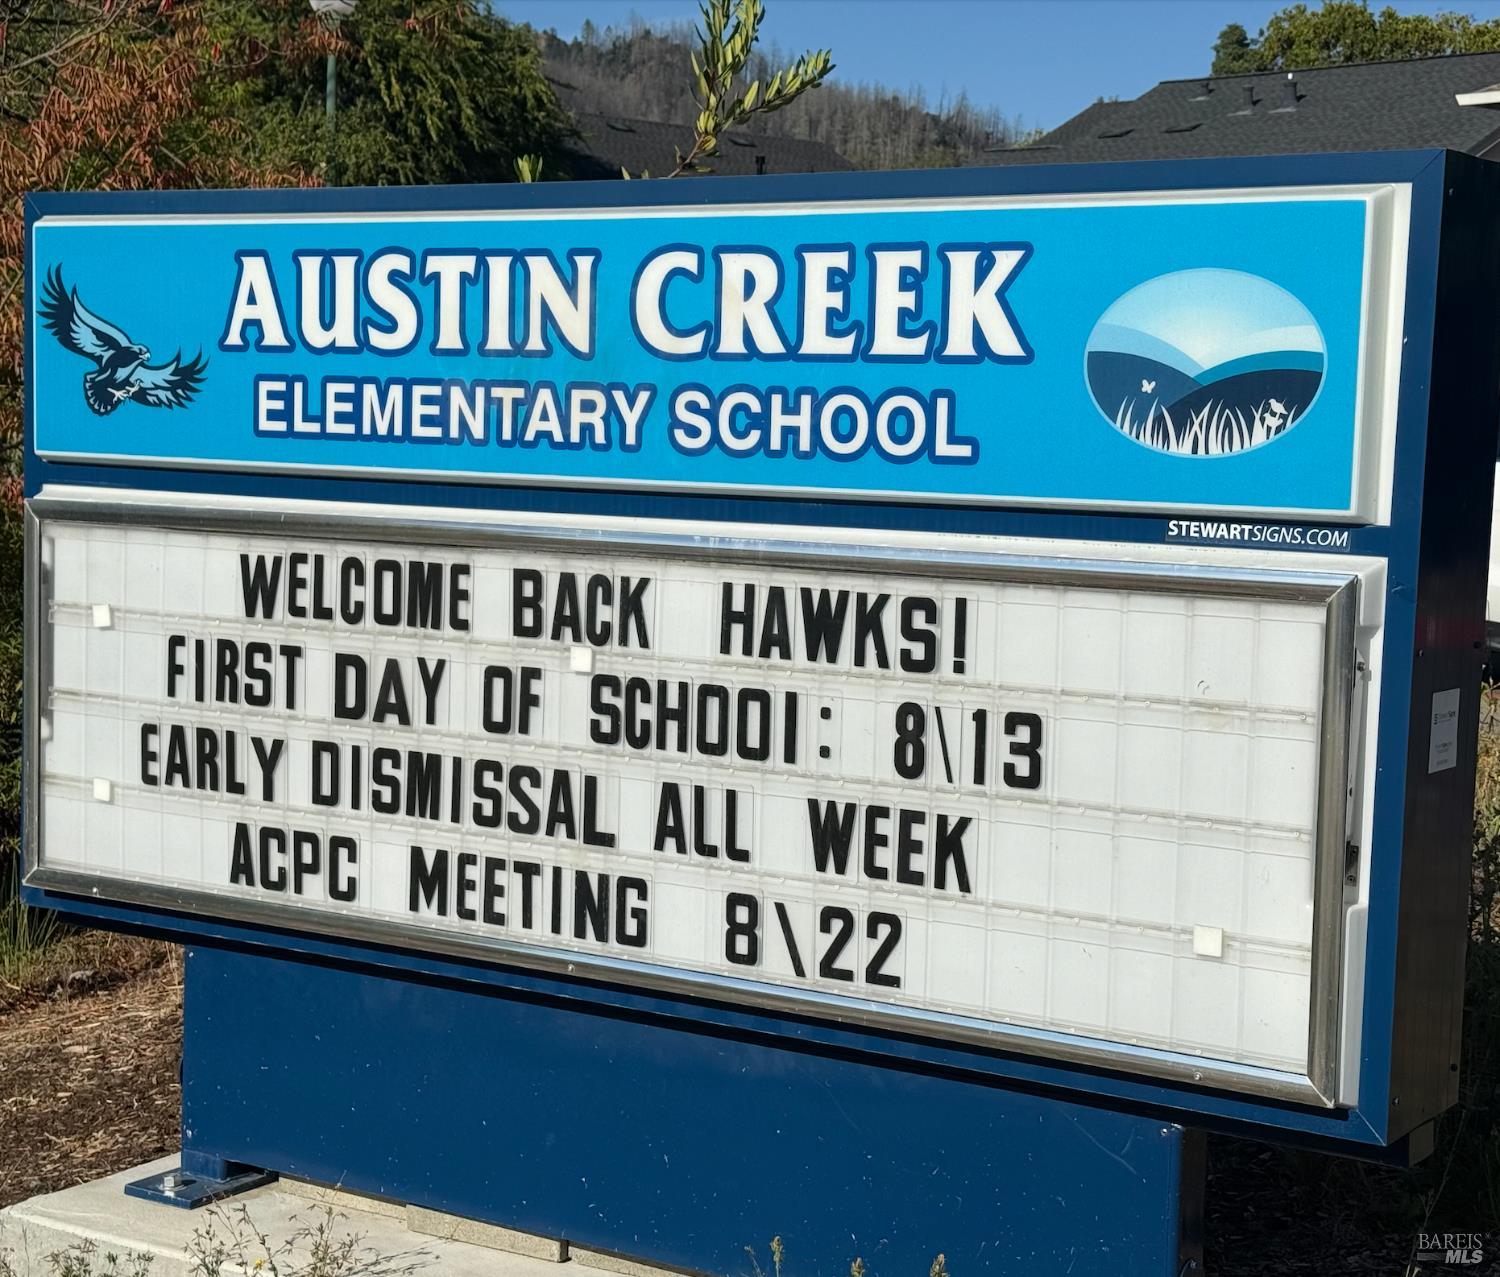 AUSTIN CREEK
ELEMENTARY SCHOOL
STEWARTSIGNS.COM
WELCOME BACK HAWKS!
FIRST DAY OF SCHOOI: 8\13
EARLY DISMISSAL ALL WEEK
ACPC MEETING 8\22
BAREIS
MLS